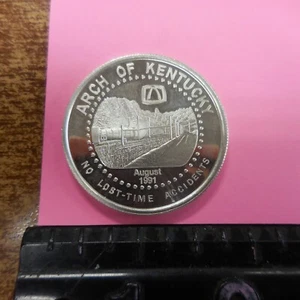 ARCH OF KENTUCKY
August
1991
NO LOST-TIME ACCIDENTS